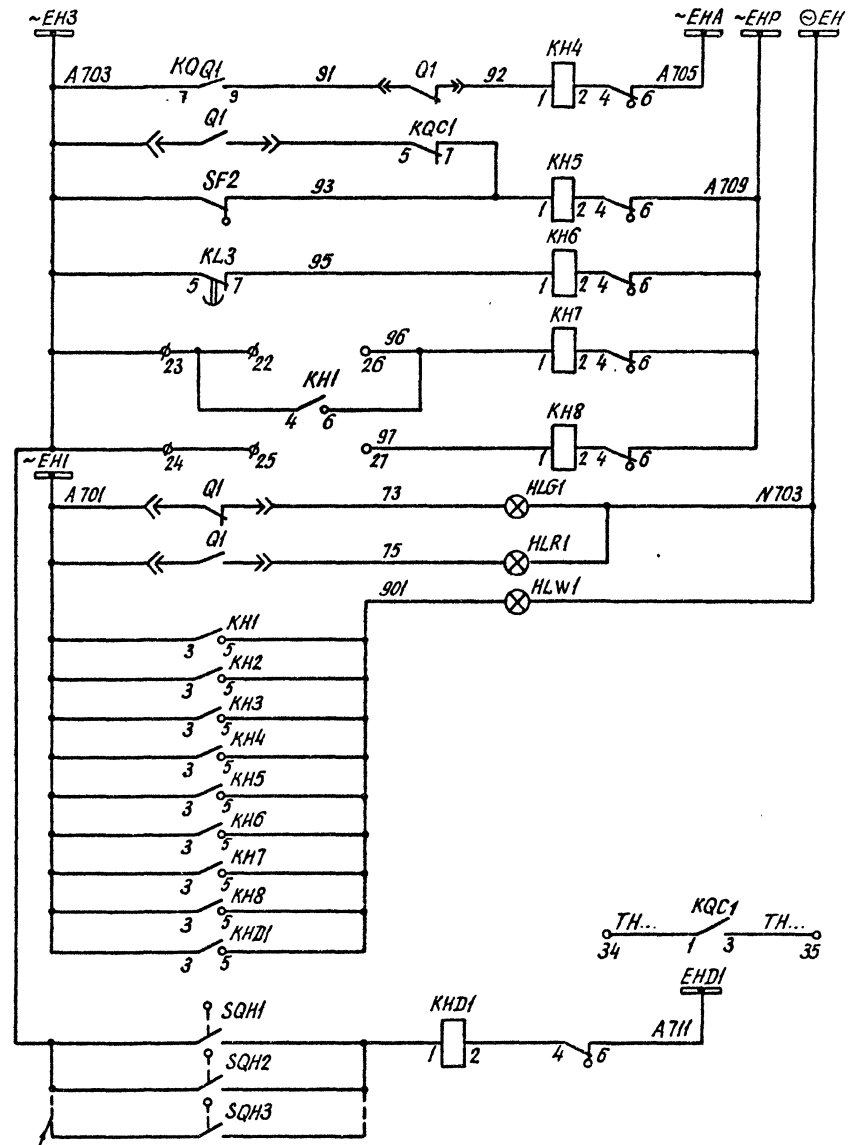 ~EH3 ~EHA ~EHP ⊙EH
A703 KQQ1 7 9 91 Q1 92 KH4 1 2 4 6 A705
Q1 KQC1 5 7
SF2 93 KH5 1 2 4 6 A709
KL3 5 7 95 KH6 1 2 4 6
23 22 26 96 KH7 1 2 4 6
KH1 4 6
24 25 27 97 KH8 1 2 4 6
~EH1
A701 Q1 73 HLG1 N703
Q1 75 HLR1
901 HLW1
3 5 KH1
3 5 KH2
3 5 KH3
3 5 KH4
3 5 KH5
3 5 KH6
3 5 KH7
3 5 KH8
3 5 KHD1
34 TH... 1 KQC1 3 TH... 35
EHD1
SQH1 KHD1 1 2 4 6 A711
SQH2
SQH3